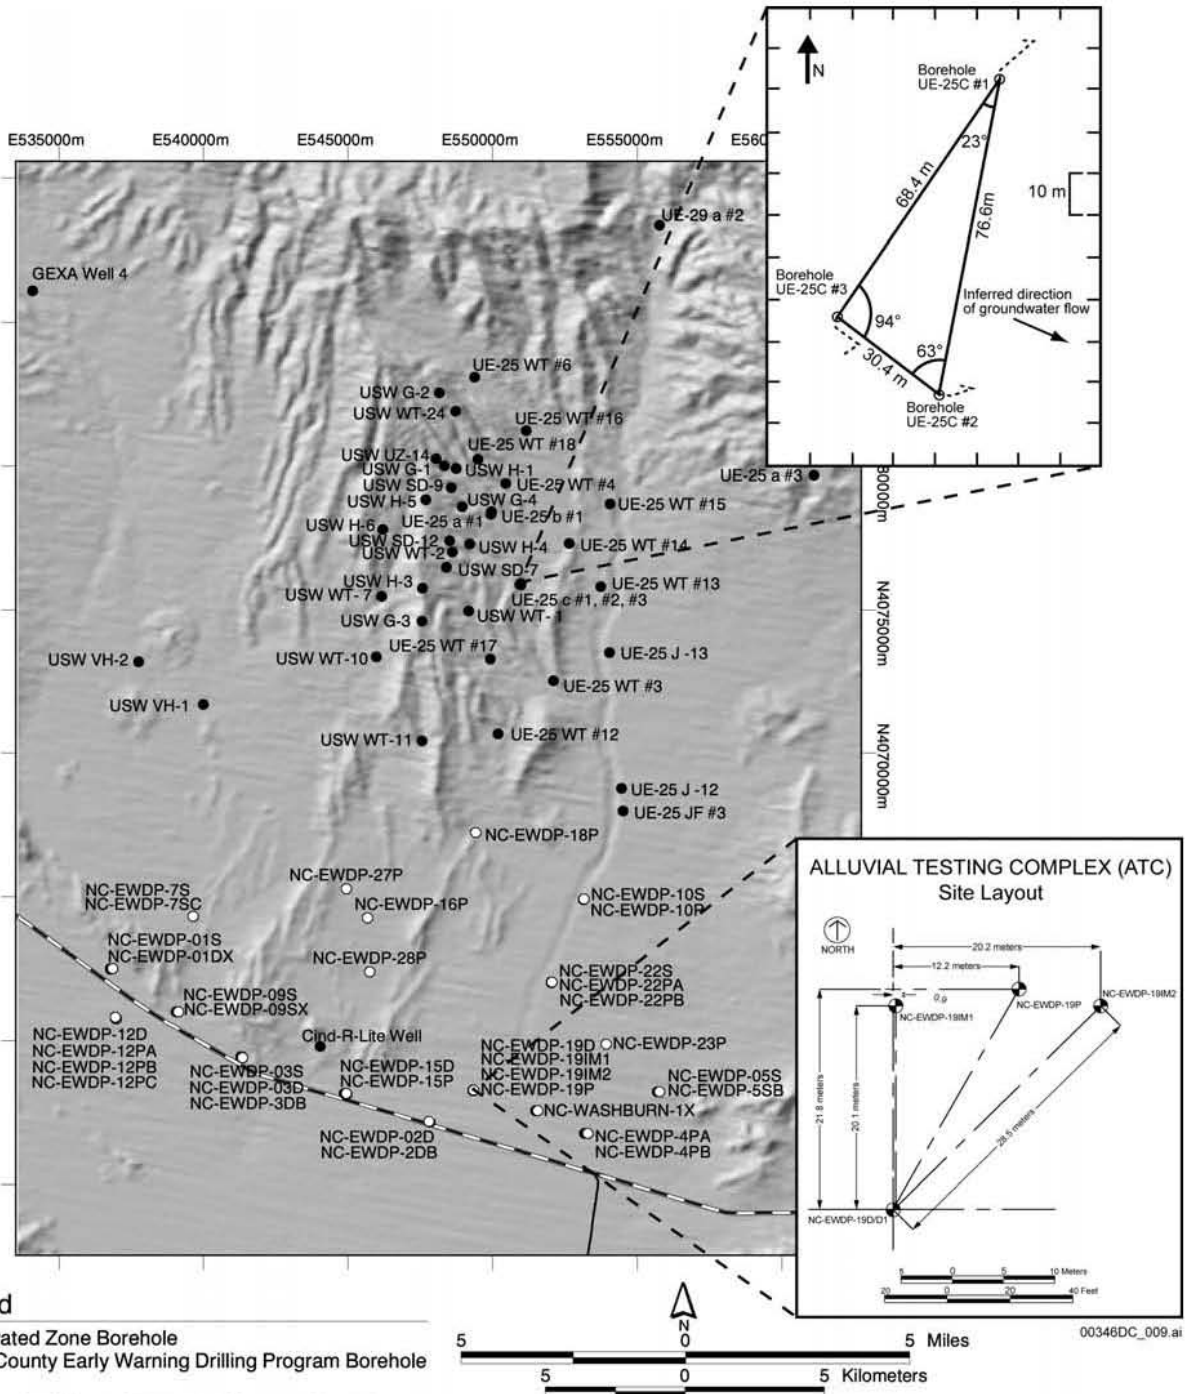 Borehole
UE-25C #1
N
23°
68.4 m
76.6m
10 m
Borehole
UE-25C #3
Inferred direction
of groundwater flow
94°
63°
30.4 m
Borehole
UE-25C #2
E535000m E540000m E545000m E550000m E555000m
UE-29 a #2
GEXA Well 4
UE-25 WT #6
USW G-2
USW WT-24
UE-25 WT #16
UE-25 WT #18
USW UZ-14
USW G-1
USW H-1
UE-25 a #3
USW SD-9
UE-25 WT #4
USW H-5
USW G-4
UE-25 WT #15
UE-25 a #1
UE-25 b #1
USW H-6
USW SD-12
USW H-4
UE-25 WT #14
USW WT-2
USW SD-7
USW H-3
UE-25 WT #13
USW WT- 7
UE-25 c #1, #2, #3
USW WT- 1
USW G-3
N4075000m
UE-25 WT #17
UE-25 J -13
USW VH-2
USW WT-10
UE-25 WT #3
USW VH-1
USW WT-11
UE-25 WT #12
N4070000m
UE-25 J -12
UE-25 JF #3
NC-EWDP-18P
NC-EWDP-27P
NC-EWDP-7S
NC-EWDP-7SC
NC-EWDP-16P
NC-EWDP-10S
NC-EWDP-10P
NC-EWDP-01S
NC-EWDP-01DX
NC-EWDP-28P
NC-EWDP-22S
NC-EWDP-22PA
NC-EWDP-22PB
NC-EWDP-09S
NC-EWDP-09SX
NC-EWDP-12D
NC-EWDP-12PA
NC-EWDP-12PB
NC-EWDP-12PC
Cind-R-Lite Well
NC-EWDP-19D
NC-EWDP-19IM1
NC-EWDP-19IM2
NC-EWDP-19P
NC-EWDP-23P
NC-EWDP-03S
NC-EWDP-03D
NC-EWDP-3DB
NC-EWDP-15D
NC-EWDP-15P
NC-EWDP-05S
NC-EWDP-5SB
NC-WASHBURN-1X
NC-EWDP-02D
NC-EWDP-2DB
NC-EWDP-4PA
NC-EWDP-4PB
ALLUVIAL TESTING COMPLEX (ATC)
Site Layout
NORTH
20.2 meters
12.2 meters
0.9
NC-EWDP-19P
NC-EWDP-19IM2
NC-EWDP-19IM1
21.8 meters
20.1 meters
28.5 meters
NC-EWDP-19D/D1
5 0 5 10 Meters
20 0 20 40 Feet
00346DC_009.ai
ated Zone Borehole
County Early Warning Drilling Program Borehole
N
5 0 5 Miles
5 0 5 Kilometers